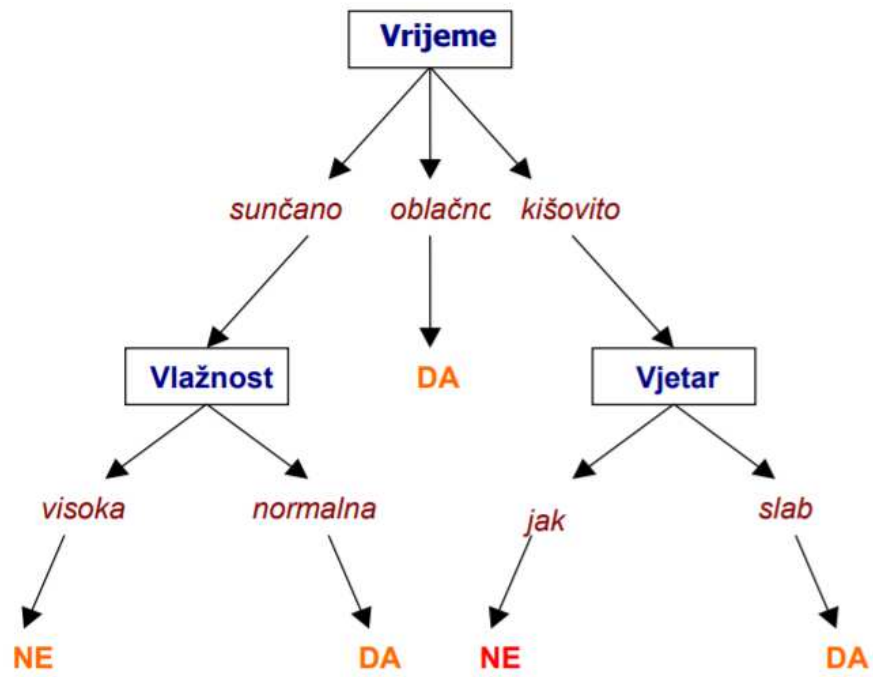 Vrijeme
sunčano oblačno kišovito
Vlažnost DA Vjetar
visoka normalna jak slab
NE DA NE DA